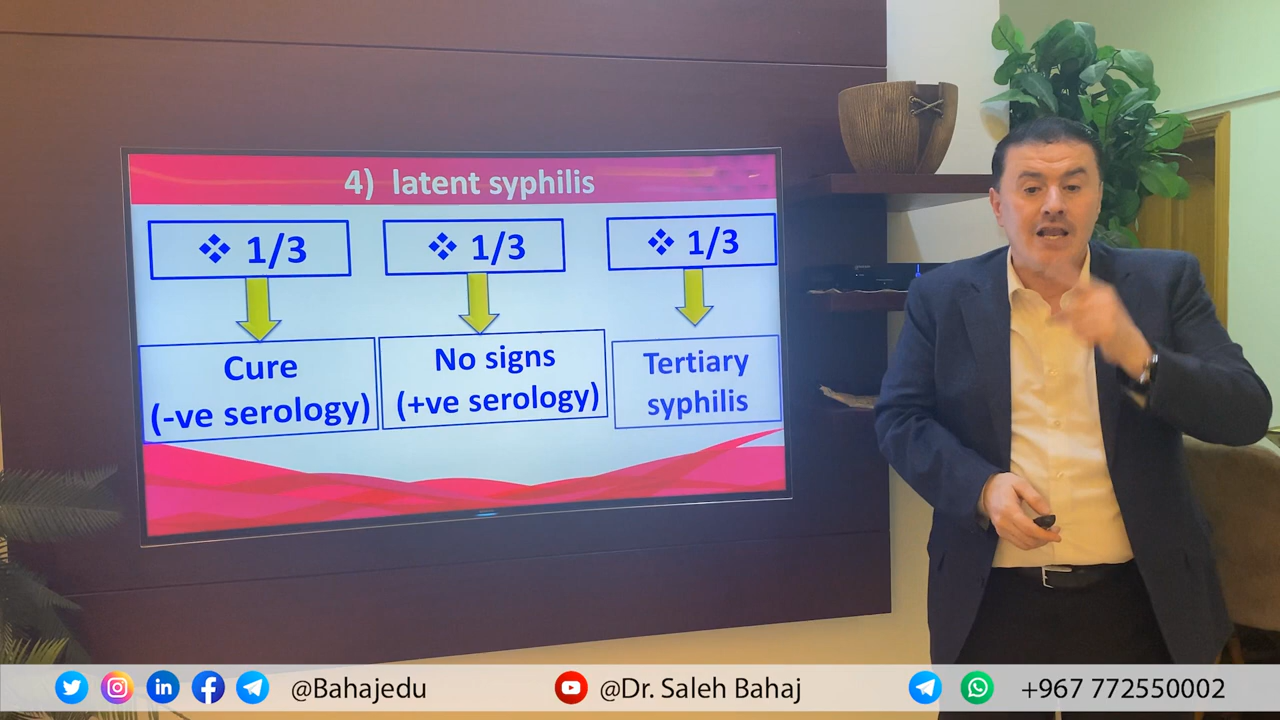 4) latent syphilis
❖ 1/3
❖ 1/3
❖ 1/3
Cure
(-ve serology)
No signs
(+ve serology)
Tertiary
syphilis
@Bahajedu
@Dr. Saleh Bahaj
+967 772550002